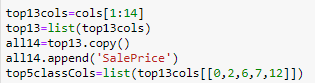 top13cols=cols[1:14]
top13=list(top13cols)
all14=top13.copy()
all14.append('SalePrice')
top5classCols=list(top13cols[[0,2,6,7,12]])